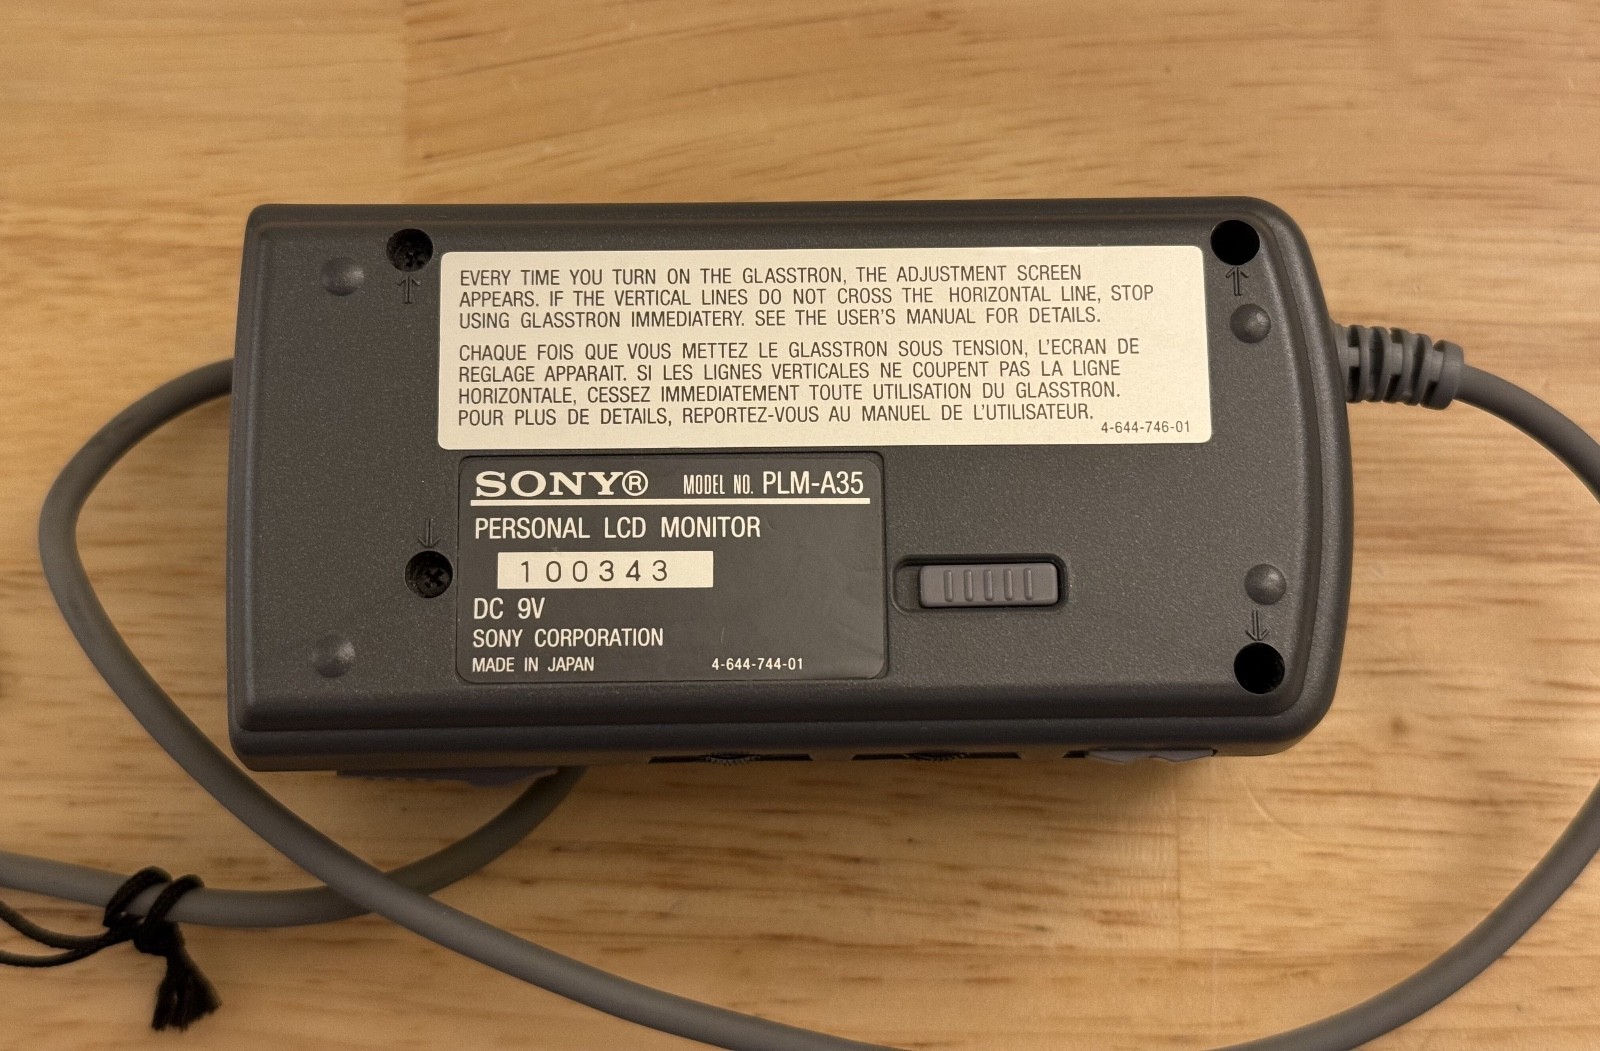 EVERY TIME YOU TURN ON THE GLASSTRON, THE ADJUSTMENT SCREEN
APPEARS. IF THE VERTICAL LINES DO NOT CROSS THE HORIZONTAL LINE, STOP
USING GLASSTRON IMMEDIATERY. SEE THE USER'S MANUAL FOR DETAILS.
CHAQUE FOIS QUE VOUS METTEZ LE GLASSTRON SOUS TENSION, L'ECRAN DE
REGLAGE APPARAIT. SI LES LIGNES VERTICALES NE COUPENT PAS LA LIGNE
HORIZONTALE, CESSEZ IMMEDIATEMENT TOUTE UTILISATION DU GLASSTRON.
POUR PLUS DE DETAILS, REPORTEZ-VOUS AU MANUEL DE L'UTILISATEUR.
4-644-746-01
SONY® MODEL NO. PLM-A35
PERSONAL LCD MONITOR
100343
DC 9V
SONY CORPORATION
MADE IN JAPAN 4-644-744-01